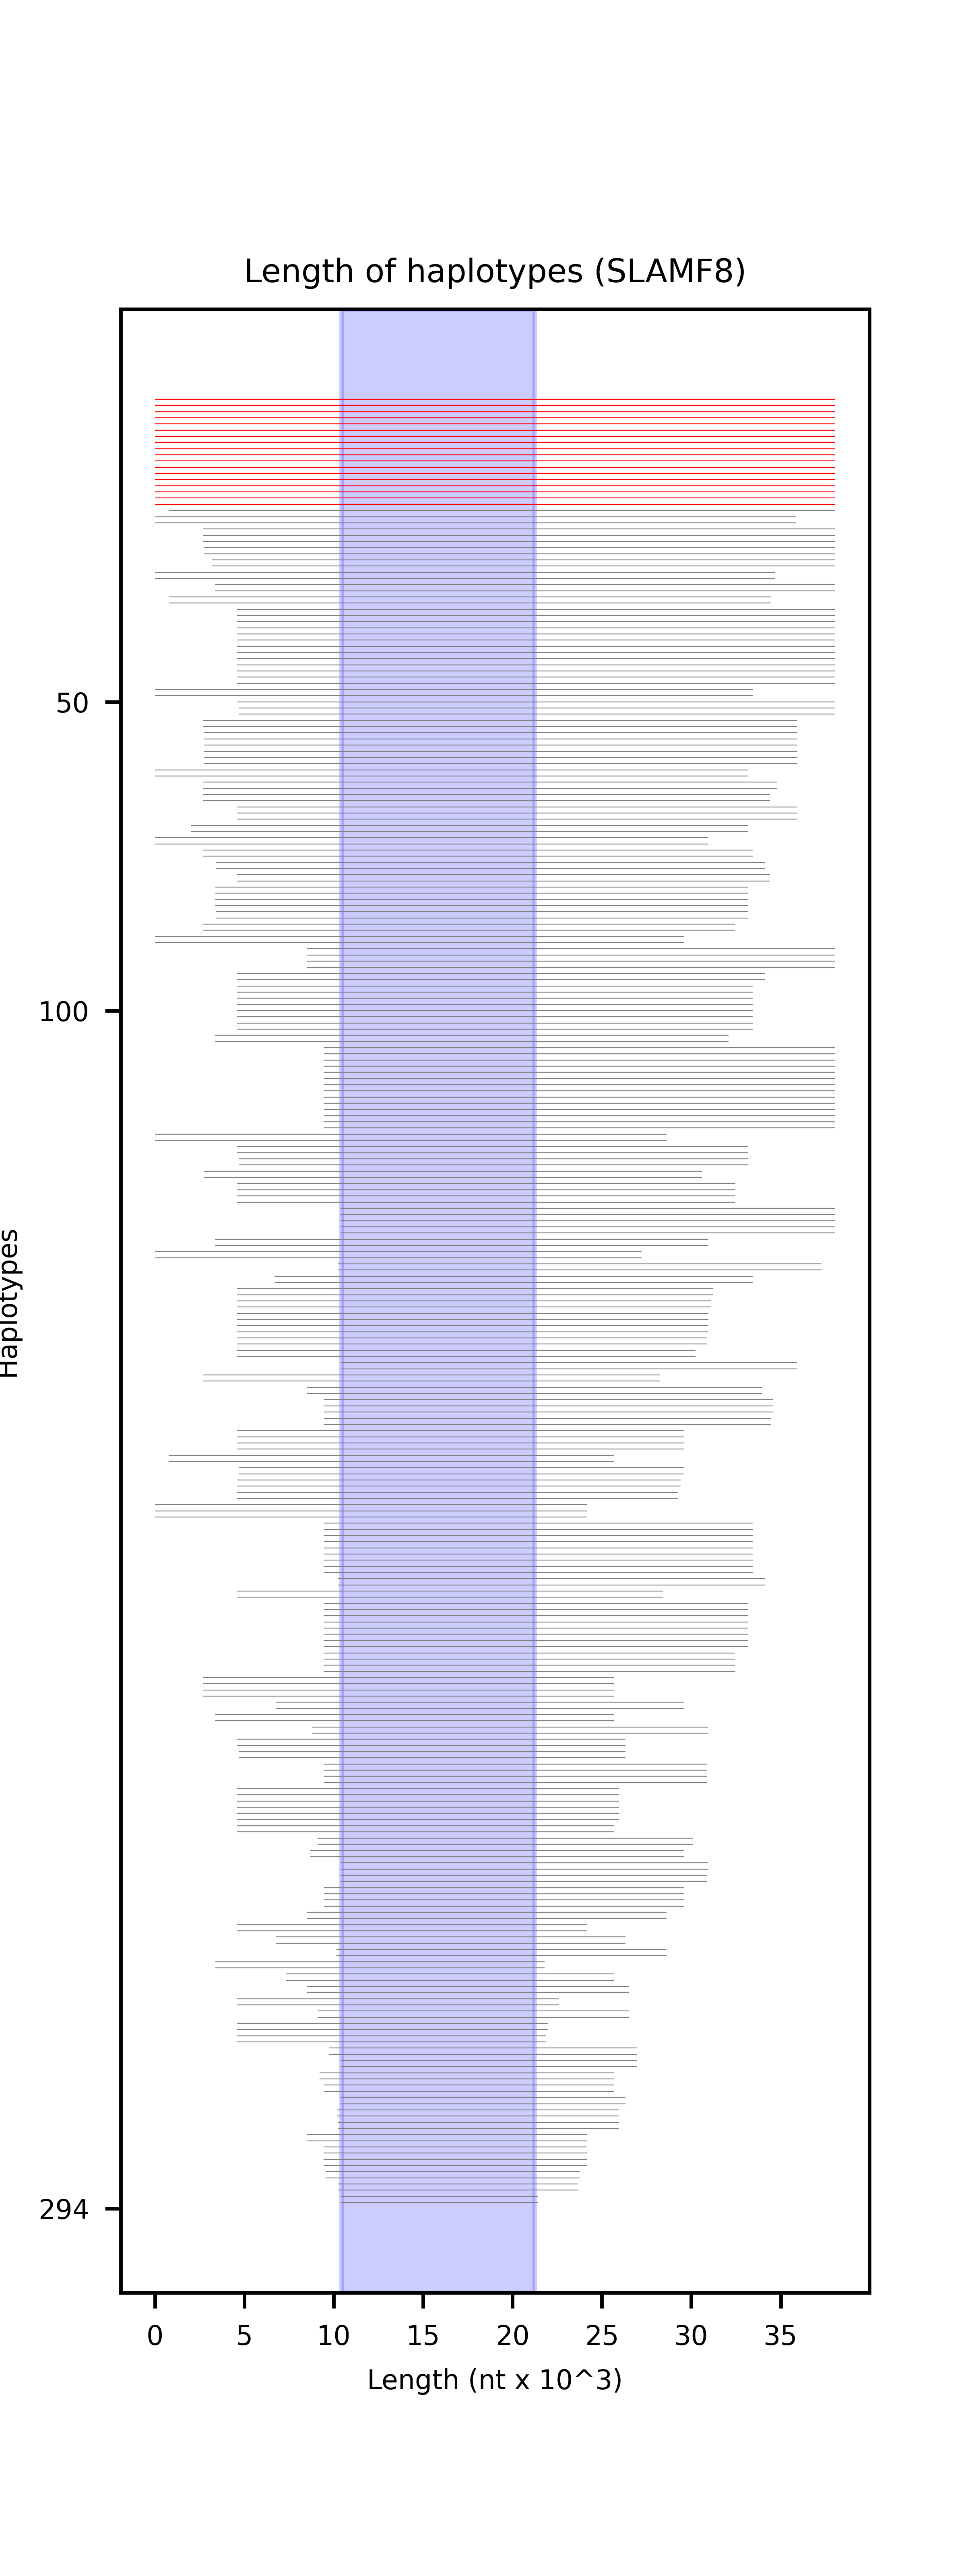 Length of haplotypes (SLAMF8)
50
100
Haplotypes
294
0 5 10 15 20 25 30 35
Length (nt x 10^3)